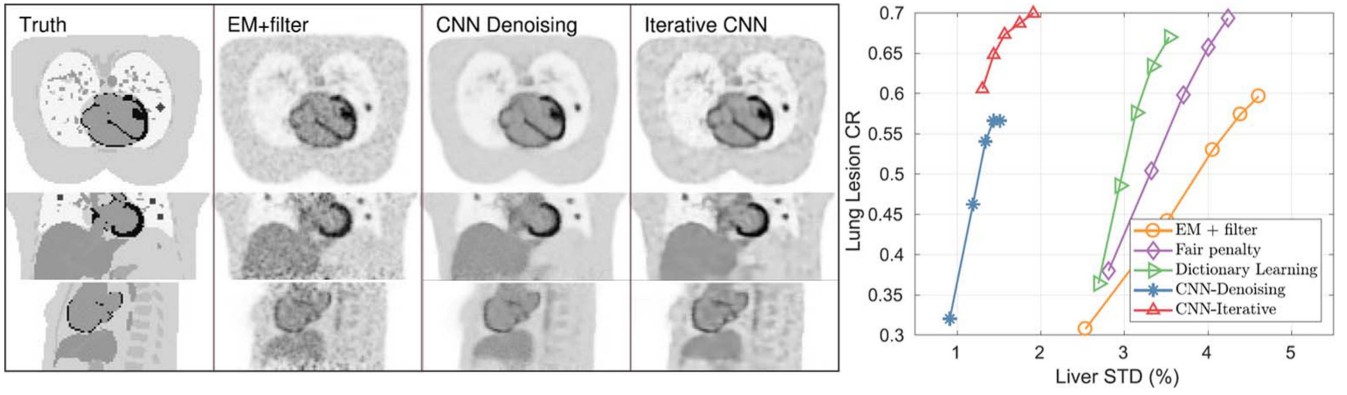 Truth
EM+filter
CNN Denoising
Iterative CNN
Lung Lesion CR
0.7
0.65
0.6
0.55
0.5
0.45
0.4
0.35
0.3
EM + filter
Fair penalty
Dictionary Learning
CNN-Denoising
CNN-Iterative
1 2 3 4 5
Liver STD (%)